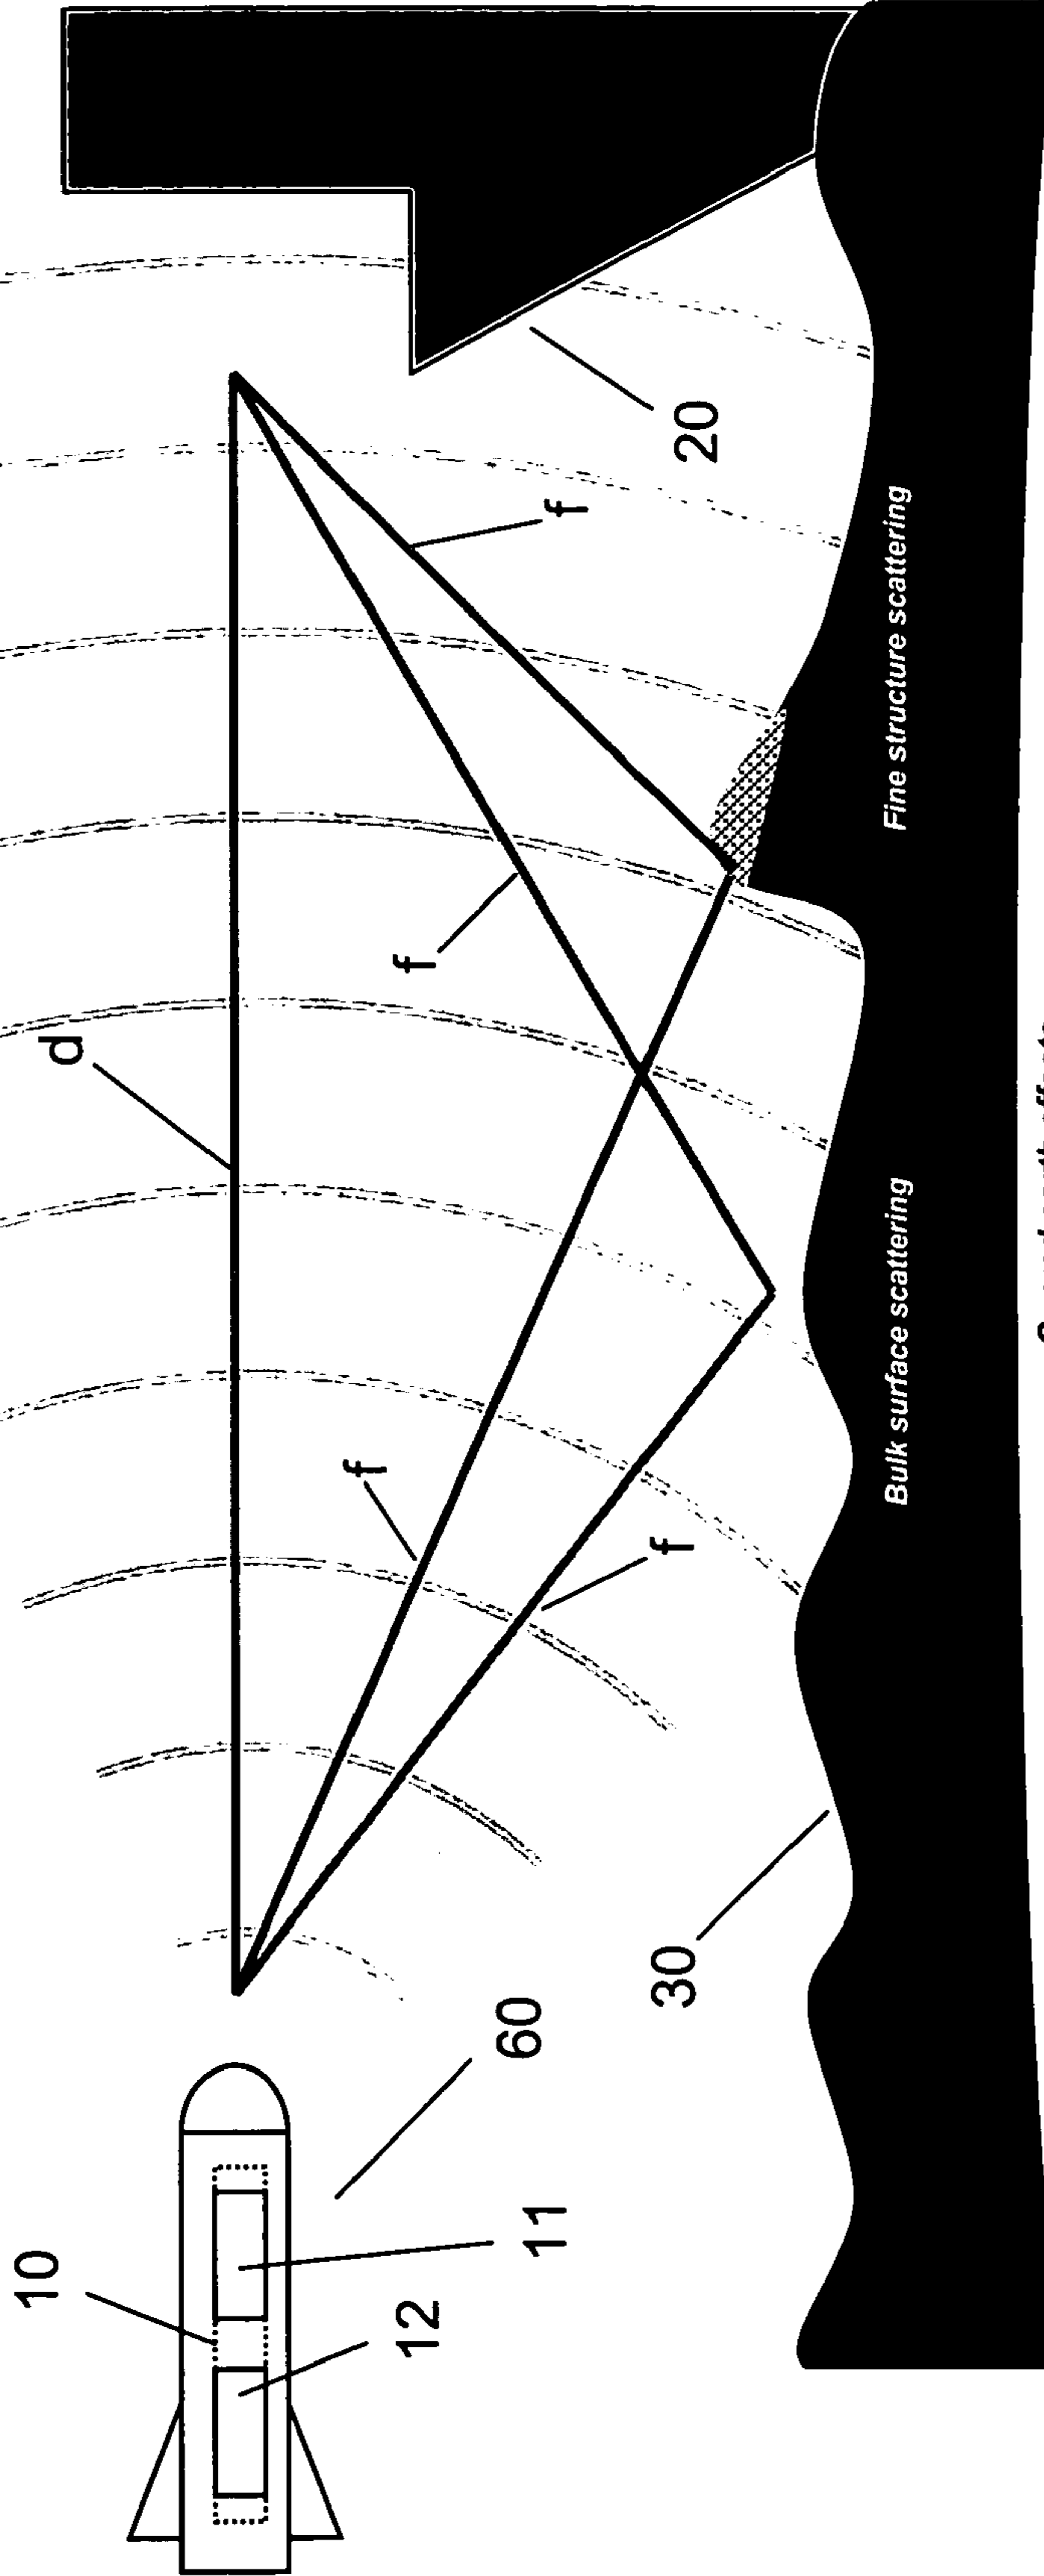 10
d
f
12
f
60
11
f
30
f
20
Bulk surface scattering
Fine structure scattering